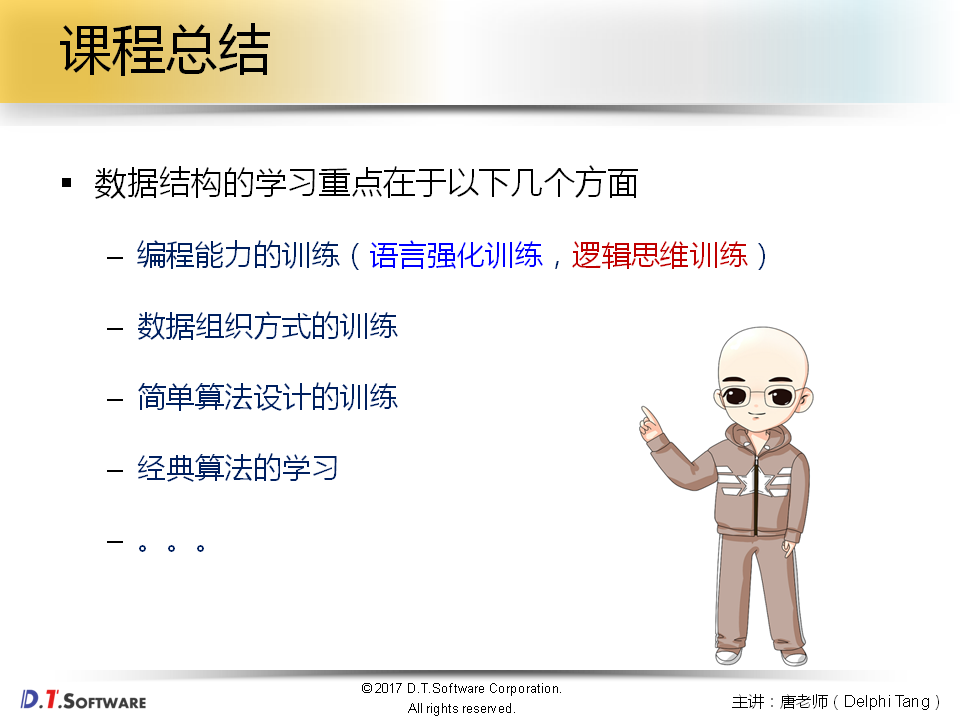 课程总结
▪ 数据结构的学习重点在于以下几个方面
– 编程能力的训练（语言强化训练，逻辑思维训练）
– 数据组织方式的训练
– 简单算法设计的训练
– 经典算法的学习
– 。。。
D.T.SOFTWARE
©2017 D.T.Software Corporation.
All rights reserved.
主讲：唐老师（Delphi Tang）